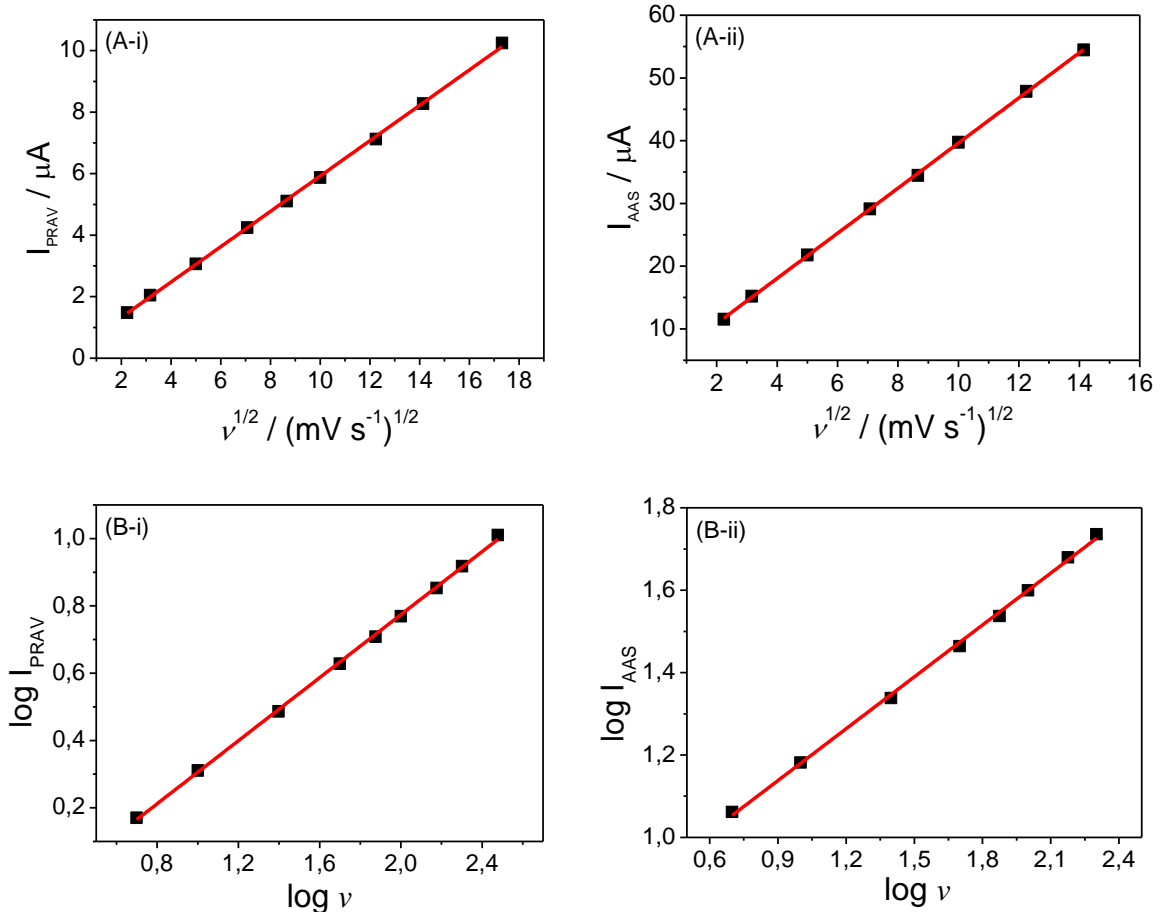 (A-i)
10
8
6
4
2
0
I_PRAV / μA
2 4 6 8 10 12 14 16 18
ν^1/2 / (mV s^-1)^1/2
(A-ii)
60
50
40
30
20
10
I_AAS / μA
2 4 6 8 10 12 14 16
ν^1/2 / (mV s^-1)^1/2
(B-i)
1,0
0,8
0,6
0,4
0,2
log I_PRAV
0,8 1,2 1,6 2,0 2,4
log ν
(B-ii)
1,8
1,6
1,4
1,2
1,0
log I_AAS
0,6 0,9 1,2 1,5 1,8 2,1 2,4
log ν